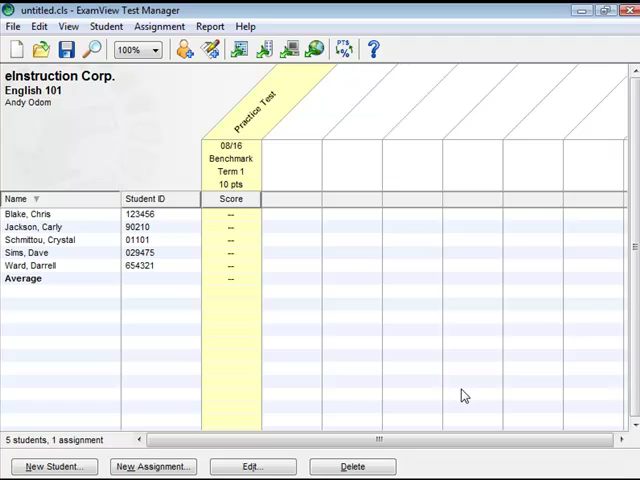 untitled.cls - ExamView Test Manager
File Edit View Student Assignment Report Help
100% PTS %
eInstruction Corp.
English 101
Andy Odom
Practice Test
08/16
Benchmark
Term 1
10 pts
Name Student ID Score
Blake, Chris 123456 --
Jackson, Carly 90210 --
Schmittou, Crystal 01101 --
Sims, Dave 029475 --
Ward, Darrell 654321 --
Average --
5 students, 1 assignment
New Student... New Assignment... Edit... Delete